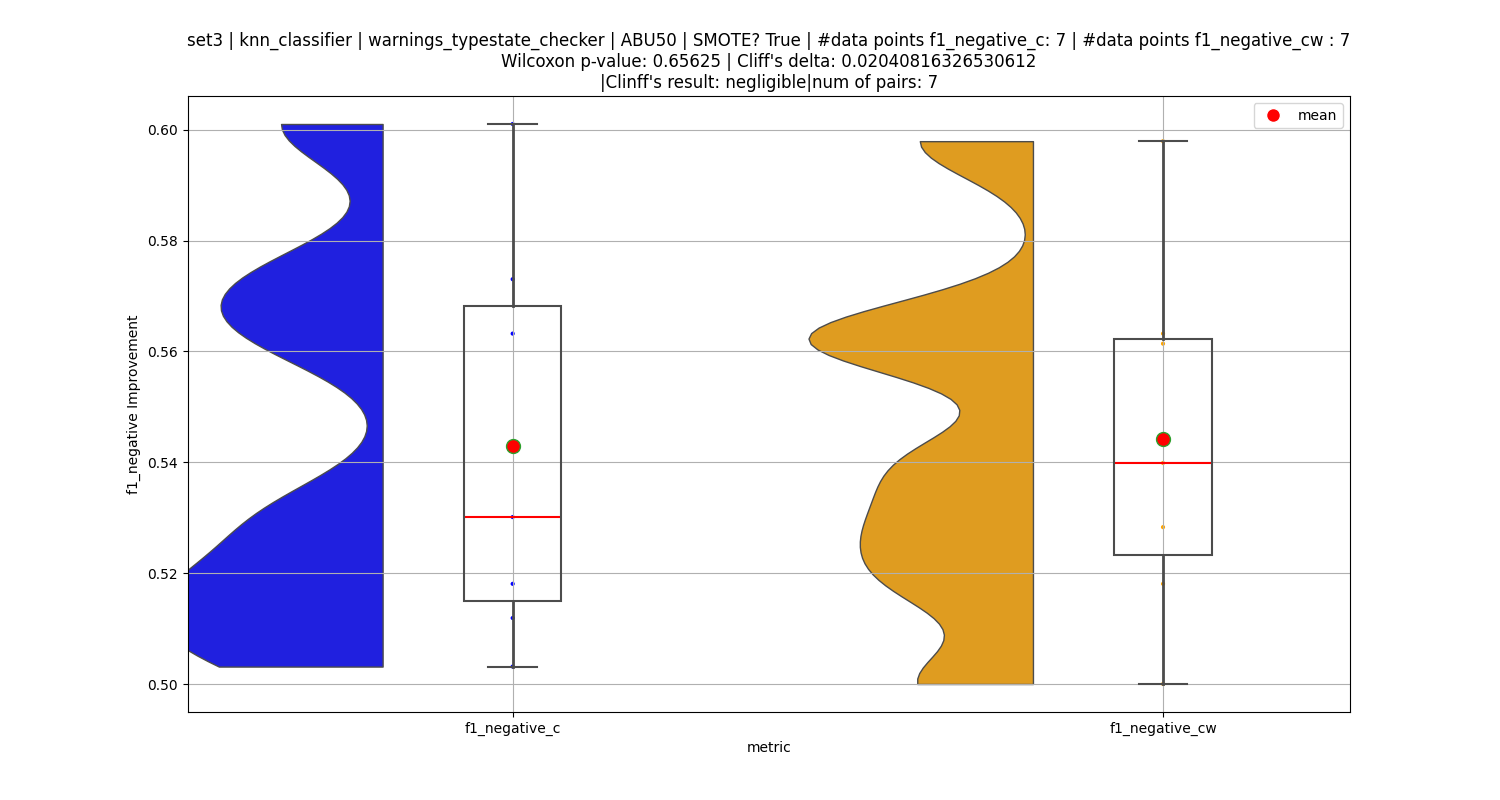 set3 | knn_classifier | warnings_typestate_checker | ABU50 | SMOTE? True | #data points f1_negative_c: 7 | #data points f1_negative_cw : 7
Wilcoxon p-value: 0.65625 | Cliff's delta: 0.02040816326530612
|Clinff's result: negligible|num of pairs: 7
mean
0.60
0.58
0.56
0.54
0.52
0.50
f1_negative Improvement
f1_negative_c
f1_negative_cw
metric